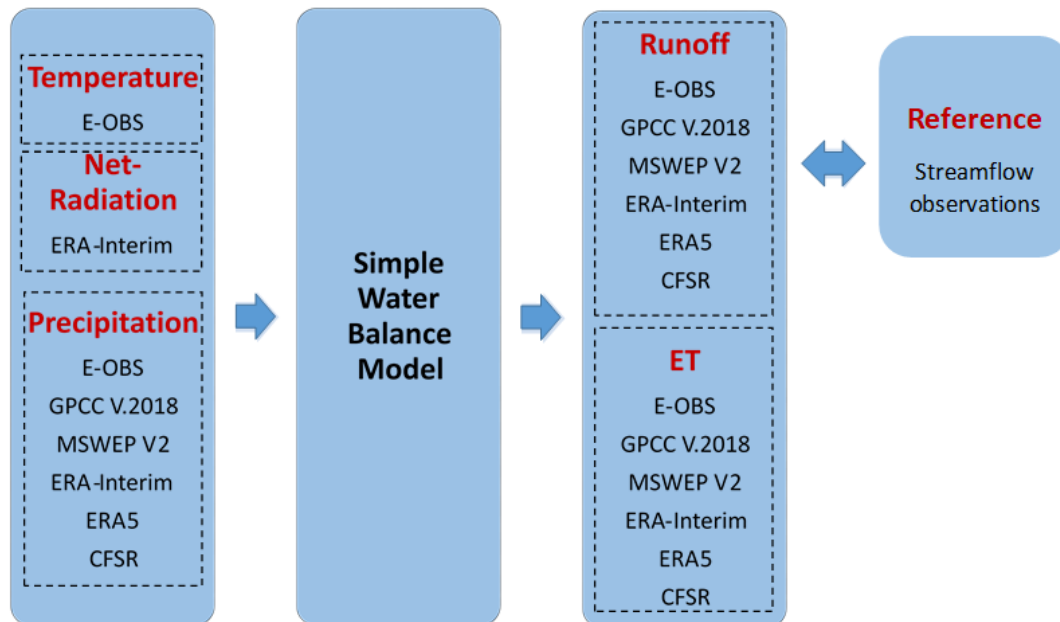 Temperature
E-OBS
Net-
Radiation
ERA-Interim
Precipitation
E-OBS
GPCC V.2018
MSWEP V2
ERA-Interim
ERA5
CFSR
Simple
Water
Balance
Model
Runoff
E-OBS
GPCC V.2018
MSWEP V2
ERA-Interim
ERA5
CFSR
ET
E-OBS
GPCC V.2018
MSWEP V2
ERA-Interim
ERA5
CFSR
Reference
Streamflow
observations